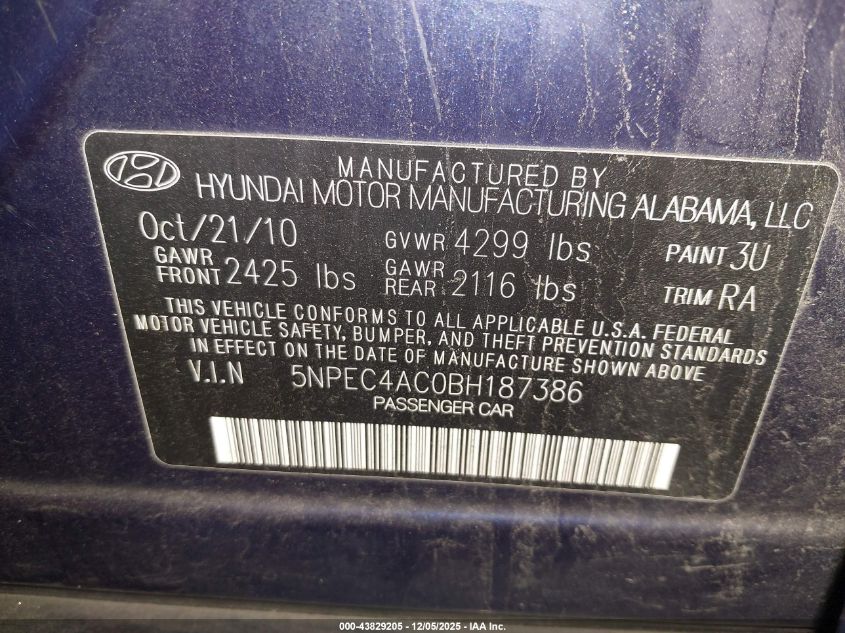 MANUFACTURED BY
HYUNDAI MOTOR MANUFACTURING ALABAMA, LLC
Oct/21/10 GVWR 4299 lbs PAINT 3U
GAWR FRONT 2425 lbs GAWR REAR 2116 lbs TRIM RA
THIS VEHICLE CONFORMS TO ALL APPLICABLE U.S.A. FEDERAL
MOTOR VEHICLE SAFETY, BUMPER, AND THEFT PREVENTION STANDARDS
IN EFFECT ON THE DATE OF MANUFACTURE SHOWN ABOVE
V.I.N 5NPEC4AC0BH187386
PASSENGER CAR
000-43829205 - 12/05/2025 - IAA Inc.